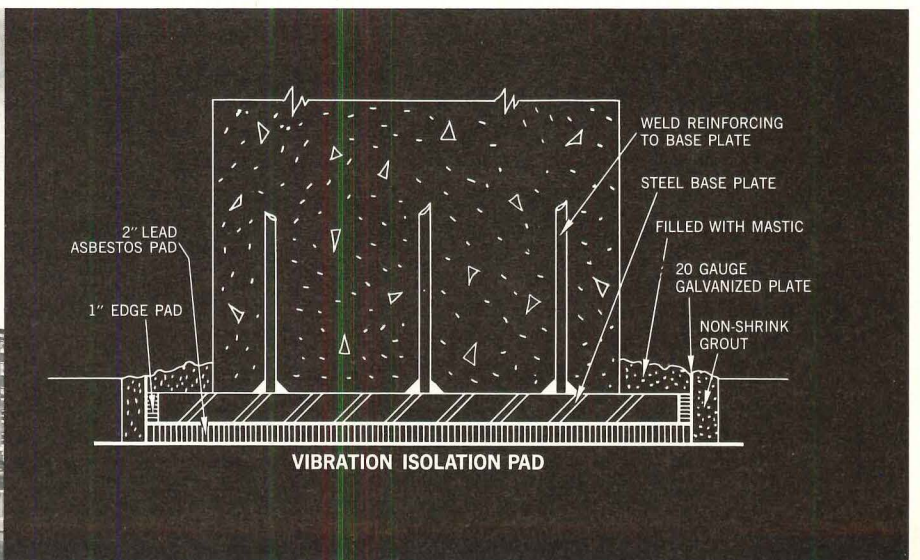 WELD REINFORCING
TO BASE PLATE
STEEL BASE PLATE
FILLED WITH MASTIC
20 GAUGE
GALVANIZED PLATE
NON-SHRINK
GROUT
2" LEAD
ASBESTOS PAD
1" EDGE PAD
VIBRATION ISOLATION PAD